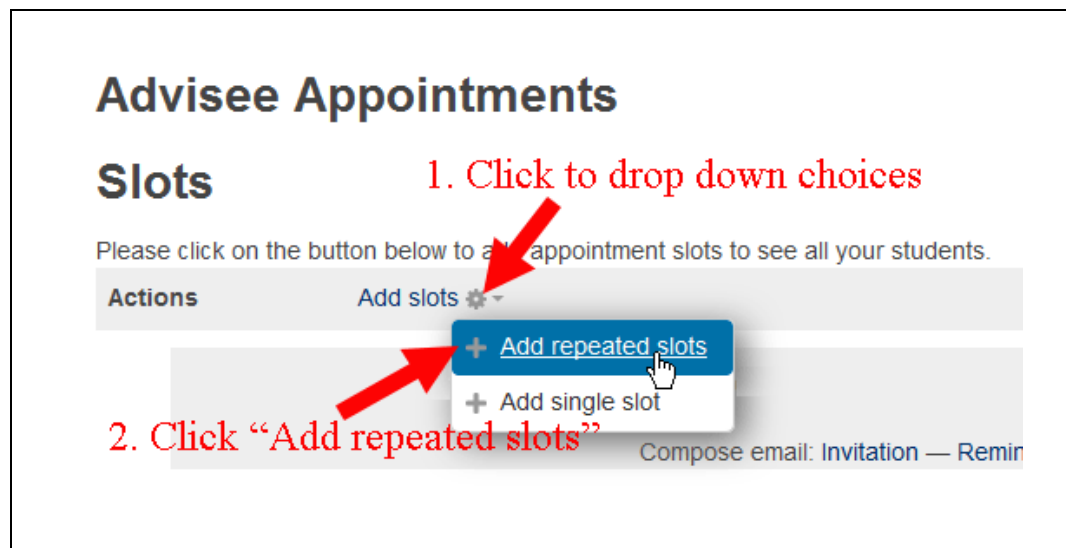 Advisee Appointments
Slots
1. Click to drop down choices
Please click on the button below to a appointment slots to see all your students.
Actions
Add slots
Add repeated slots
Add single slot
2. Click “Add repeated slots”
Compose email: Invitation — Remin